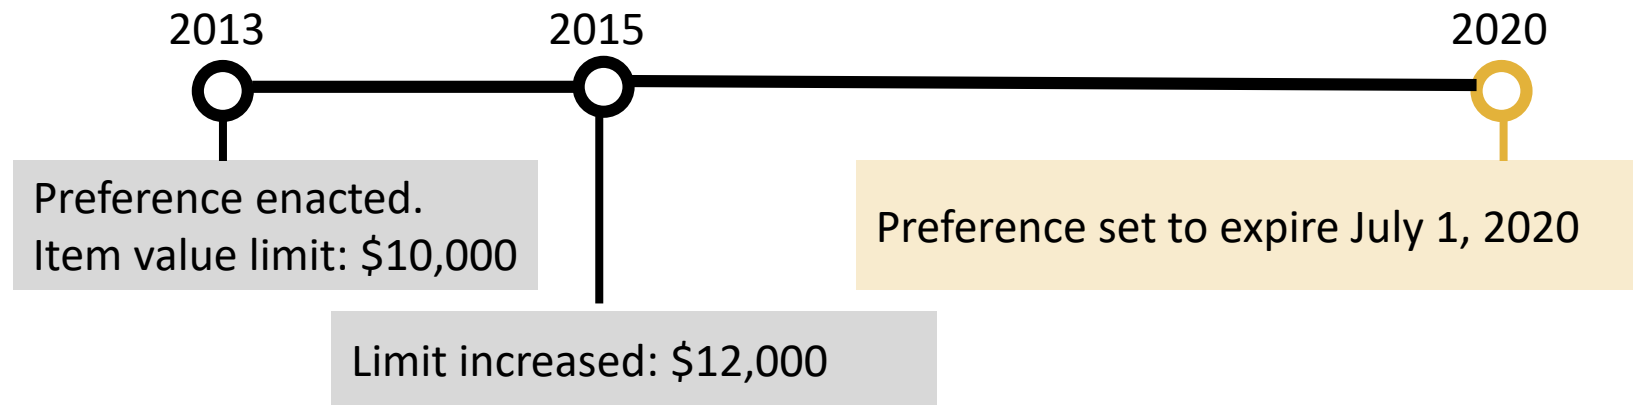 2013
2015
2020
Preference enacted.
Item value limit: $10,000
Preference set to expire July 1, 2020
Limit increased: $12,000